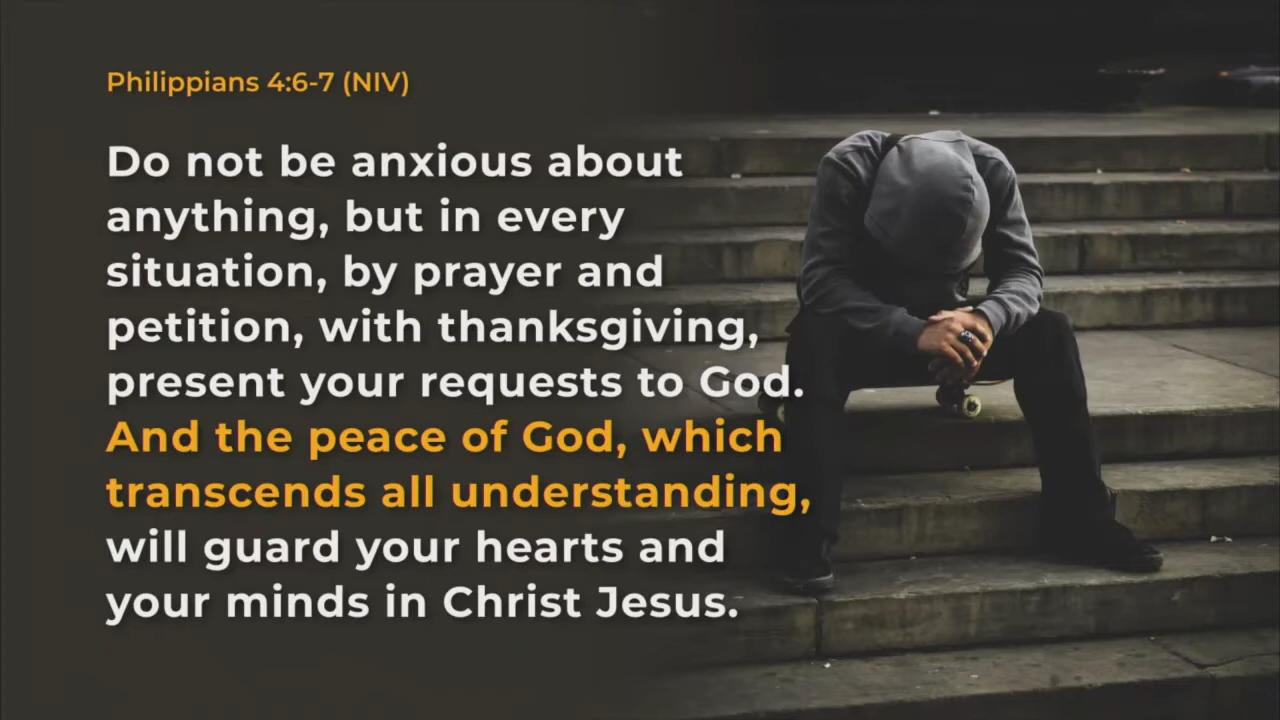 Philippians 4:6-7 (NIV)
Do not be anxious about
anything, but in every
situation, by prayer and
petition, with thanksgiving,
present your requests to God.
And the peace of God, which
transcends all understanding,
will guard your hearts and
your minds in Christ Jesus.